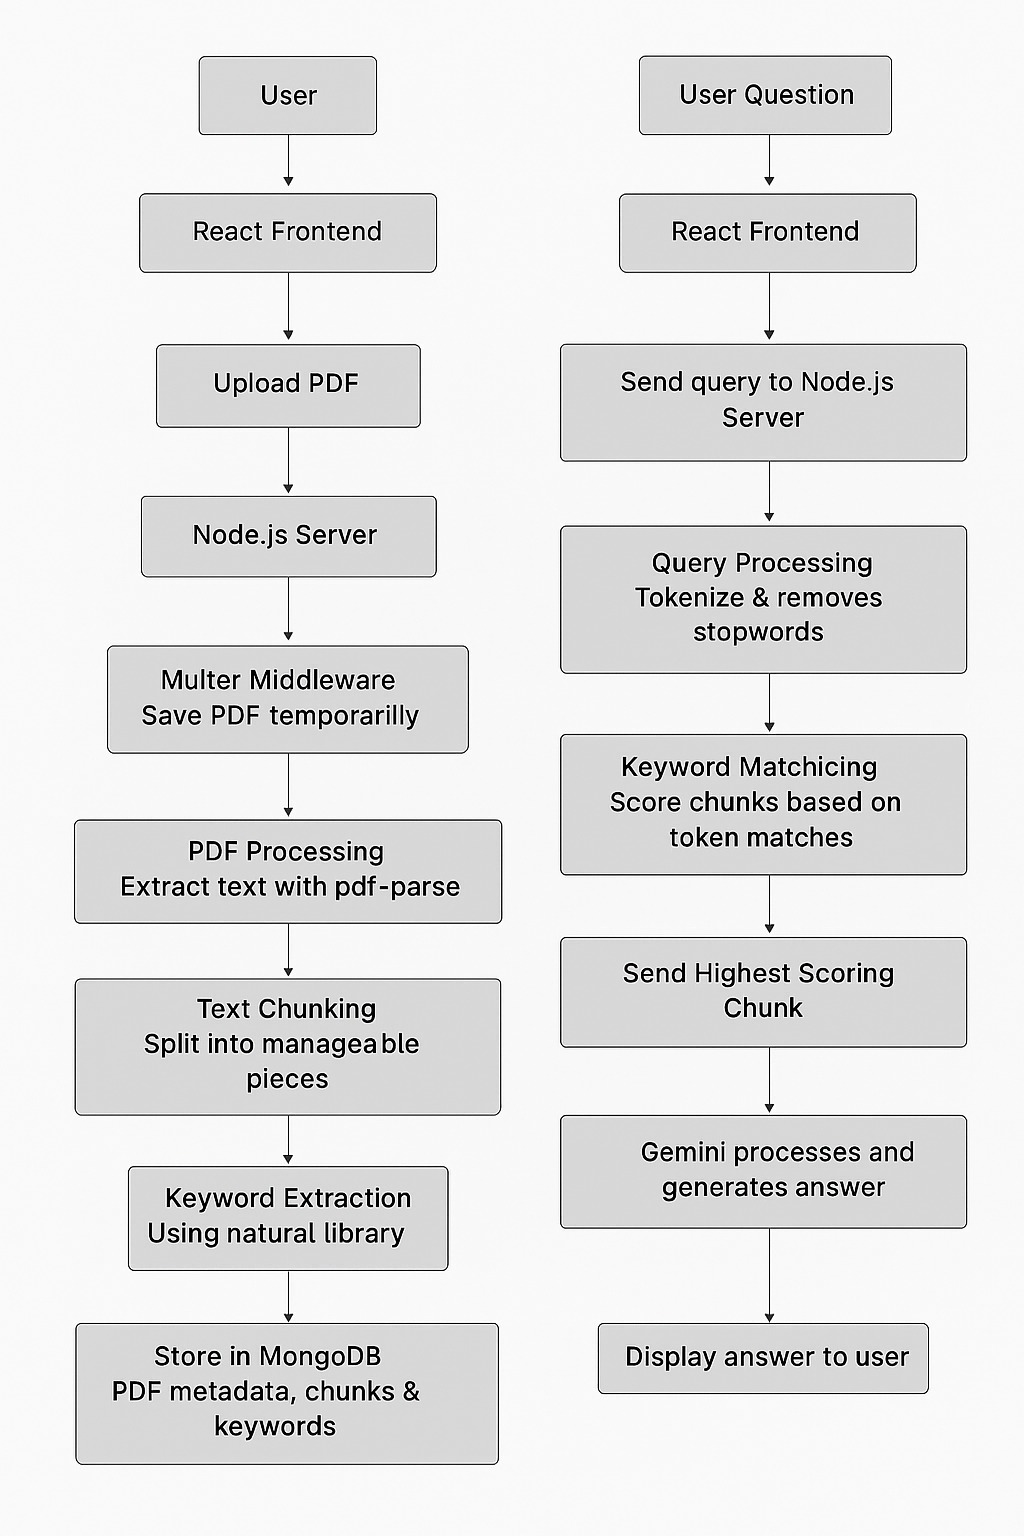 User
React Frontend
Upload PDF
Node.js Server
Multer Middleware
Save PDF temporarilly
PDF Processing
Extract text with pdf-parse
Text Chunking
Split into manageable
pieces
Keyword Extraction
Using natural library
Store in MongoDB
PDF metadata, chunks &
keywords
User Question
React Frontend
Send query to Node.js
Server
Query Processing
Tokenize & removes
stopwords
Keyword Matchicing
Score chunks based on
token matches
Send Highest Scoring
Chunk
Gemini processes and
generates answer
Display answer to user